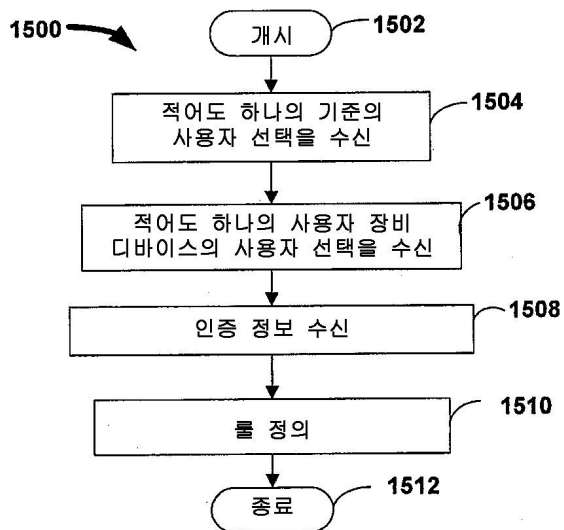 1500
개시
1502
적어도 하나의 기준의
사용자 선택을 수신
1504
적어도 하나의 사용자 장비
디바이스의 사용자 선택을 수신
1506
인증 정보 수신
1508
룰 정의
1510
종료
1512